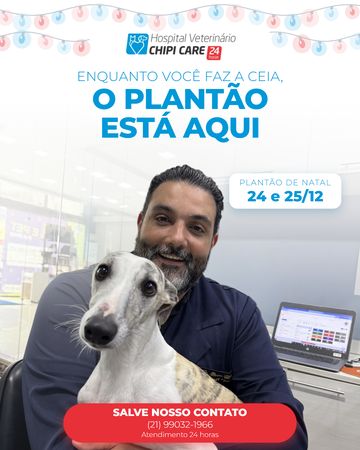 Hospital Veterinário
CHIPI CARE 24
horas
ENQUANTO VOCÊ FAZ A CEIA,
O PLANTÃO
ESTÁ AQUI
PLANTÃO DE NATAL
24 e 25/12
SALVE NOSSO CONTATO
(21) 99032-1966
Atendimento 24 horas